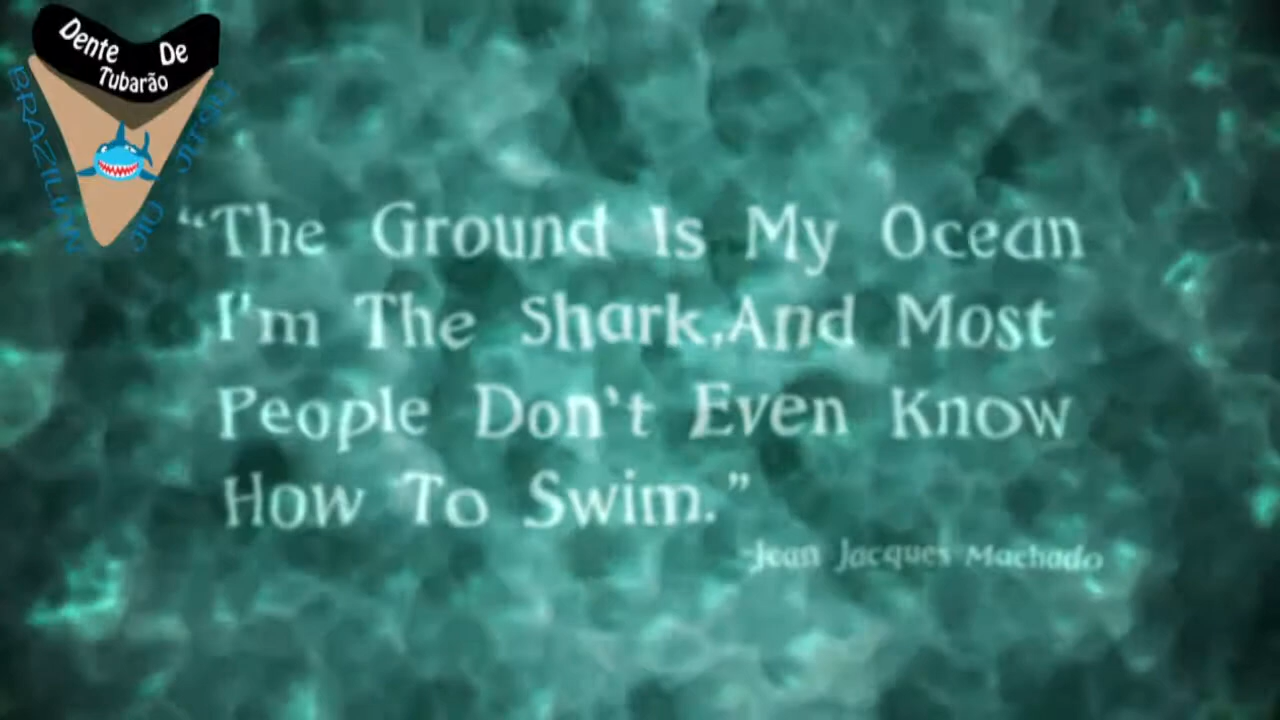 Dente De
Tubarão
BRAZILIAN
JIU
JITSU
“The Ground Is My Ocean
I'm The Shark,And Most
People Don't Even Know
How To Swim.”
-Jean Jacques Machado